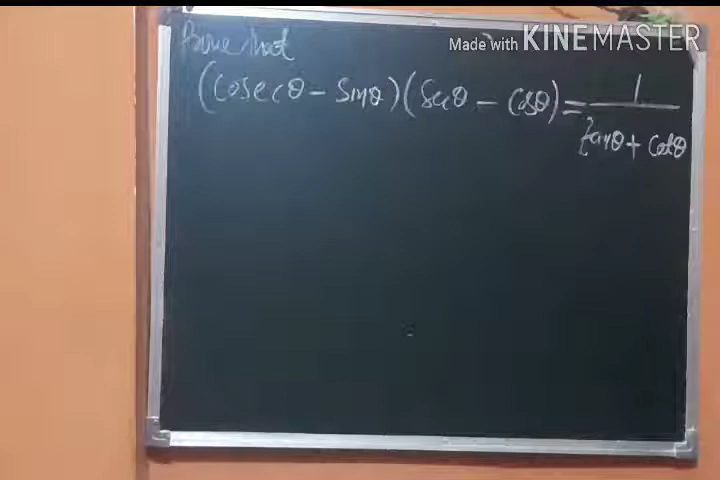 Prove that
Made with KINEMASTER
(Cosecθ - Sinθ)(Secθ - Cosθ) = 1
Tanθ + Cotθ